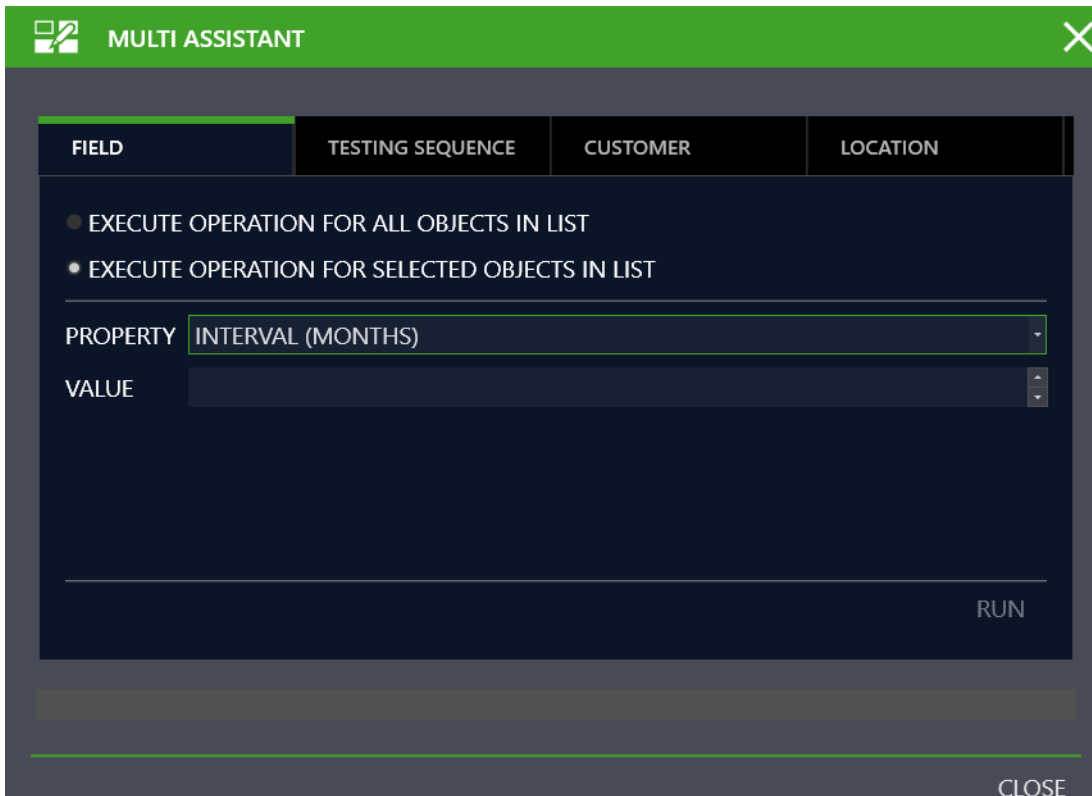 MULTI ASSISTANT
FIELD TESTING SEQUENCE CUSTOMER LOCATION
EXECUTE OPERATION FOR ALL OBJECTS IN LIST
EXECUTE OPERATION FOR SELECTED OBJECTS IN LIST
PROPERTY INTERVAL (MONTHS)
VALUE
RUN
CLOSE